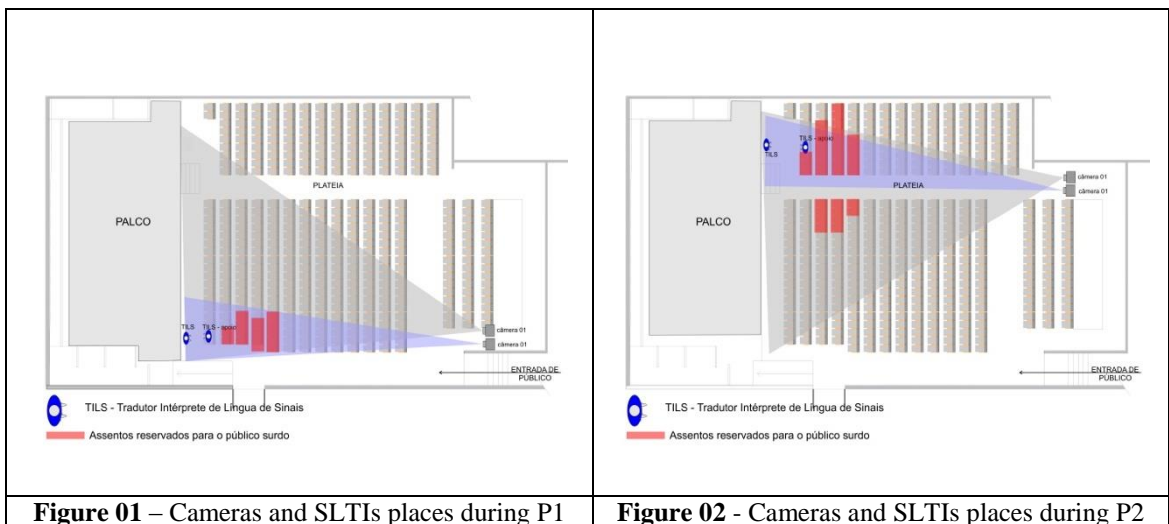 PLATEIA
PALCO
TILS
TILS - apoio
câmera 01
câmera 01
ENTRADA DE
PÚBLICO
TILS - Tradutor Intérprete de Língua de Sinais
Assentos reservados para o público surdo
Figure 01 – Cameras and SLTIs places during P1
TILS
TILS - apoio
câmera 01
câmera 01
PLATEIA
PALCO
ENTRADA DE
PÚBLICO
TILS - Tradutor Intérprete de Língua de Sinais
Assentos reservados para o público surdo
Figure 02 - Cameras and SLTIs places during P2